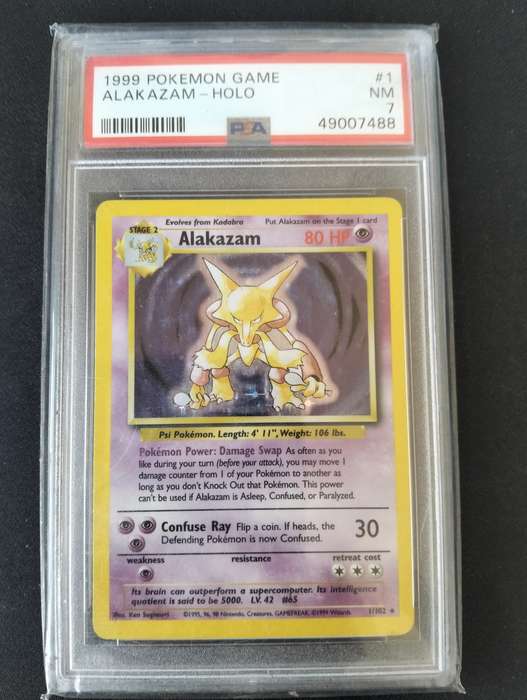 1999 POKEMON GAME #1
ALAKAZAM - HOLO NM
7
PSA 49007488
Evolves from Kadabra Put Alakazam on the Stage 1 card
STAGE 2 Alakazam 80 HP
Psi Pokémon. Length: 4' 11", Weight: 106 lbs.
Pokémon Power: Damage Swap As often as you
like during your turn (before your attack), you may move 1
damage counter from 1 of your Pokémon to another as
long as you don't Knock Out that Pokémon. This power
can't be used if Alakazam is Asleep, Confused, or Paralyzed.
Confuse Ray Flip a coin. If heads, the 30
Defending Pokémon is now Confused.
weakness resistance retreat cost
Its brain can outperform a supercomputer. Its intelligence
quotient is said to be 5000. LV. 42 #65
Illus. Ken Sugimori ©1995, 96, 98 Nintendo, Creatures, GAMEFREAK. ©1999 Wizards. 1/102